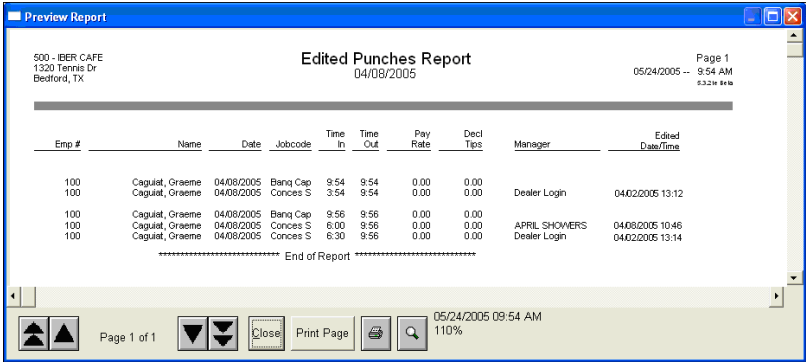 Preview Report
500 - IBER CAFE
1320 Tennis Dr
Bedford, TX
Edited Punches Report
04/08/2005
Page 1
05/24/2005 -- 9:54 AM
5.3.21e Beta
Emp # Name Date Jobcode Time In Time Out Pay Rate Decl Tips Manager Edited Date/Time
100 Caguiat, Graeme 04/08/2005 Banq Cap 9:54 9:54 0.00 0.00
100 Caguiat, Graeme 04/08/2005 Conces S 3:54 9:54 0.00 0.00 Dealer Login 04/02/2005 13:12
100 Caguiat, Graeme 04/08/2005 Banq Cap 9:56 9:56 0.00 0.00
100 Caguiat, Graeme 04/08/2005 Conces S 6:00 9:56 0.00 0.00 APRIL SHOWERS 04/08/2005 10:46
100 Caguiat, Graeme 04/08/2005 Conces S 6:30 9:56 0.00 0.00 Dealer Login 04/02/2005 13:14
**************************** End of Report ****************************
Page 1 of 1
Close
Print Page
05/24/2005 09:54 AM
110%